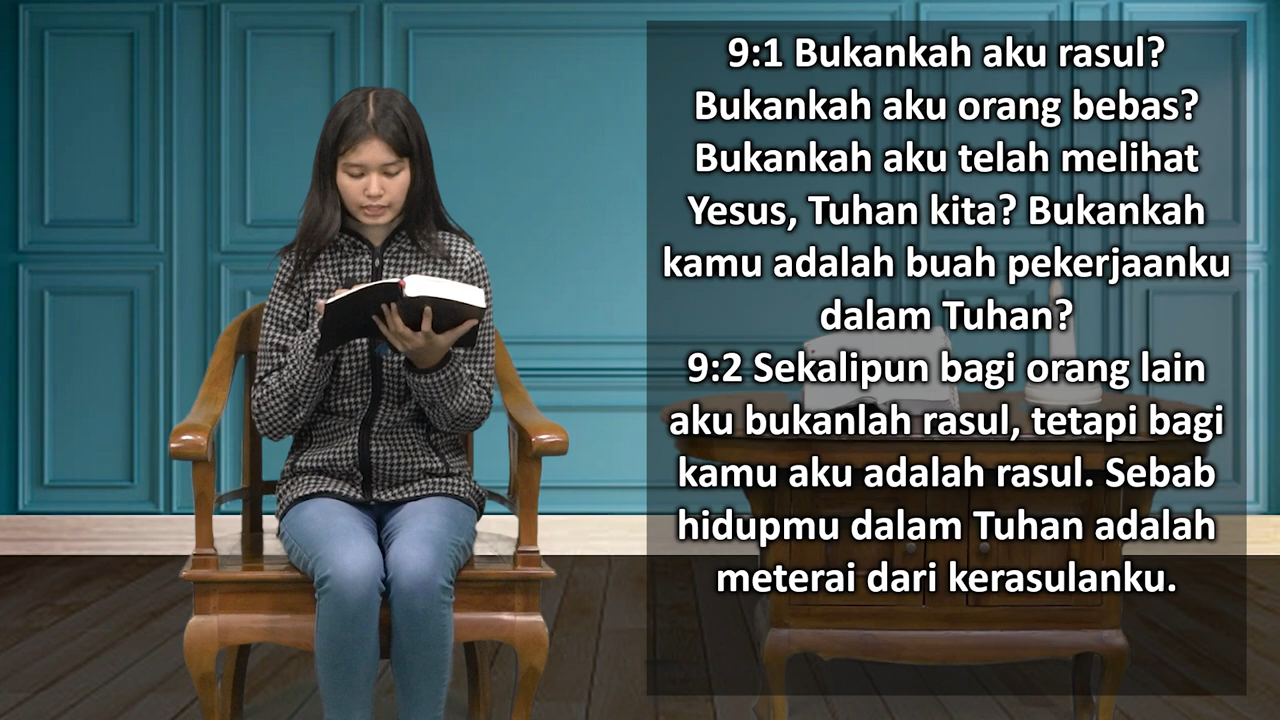 9:1 Bukankah aku rasul?
Bukankah aku orang bebas?
Bukankah aku telah melihat
Yesus, Tuhan kita? Bukankah
kamu adalah buah pekerjaanku
dalam Tuhan?
9:2 Sekalipun bagi orang lain
aku bukanlah rasul, tetapi bagi
kamu aku adalah rasul. Sebab
hidupmu dalam Tuhan adalah
meterai dari kerasulanku.